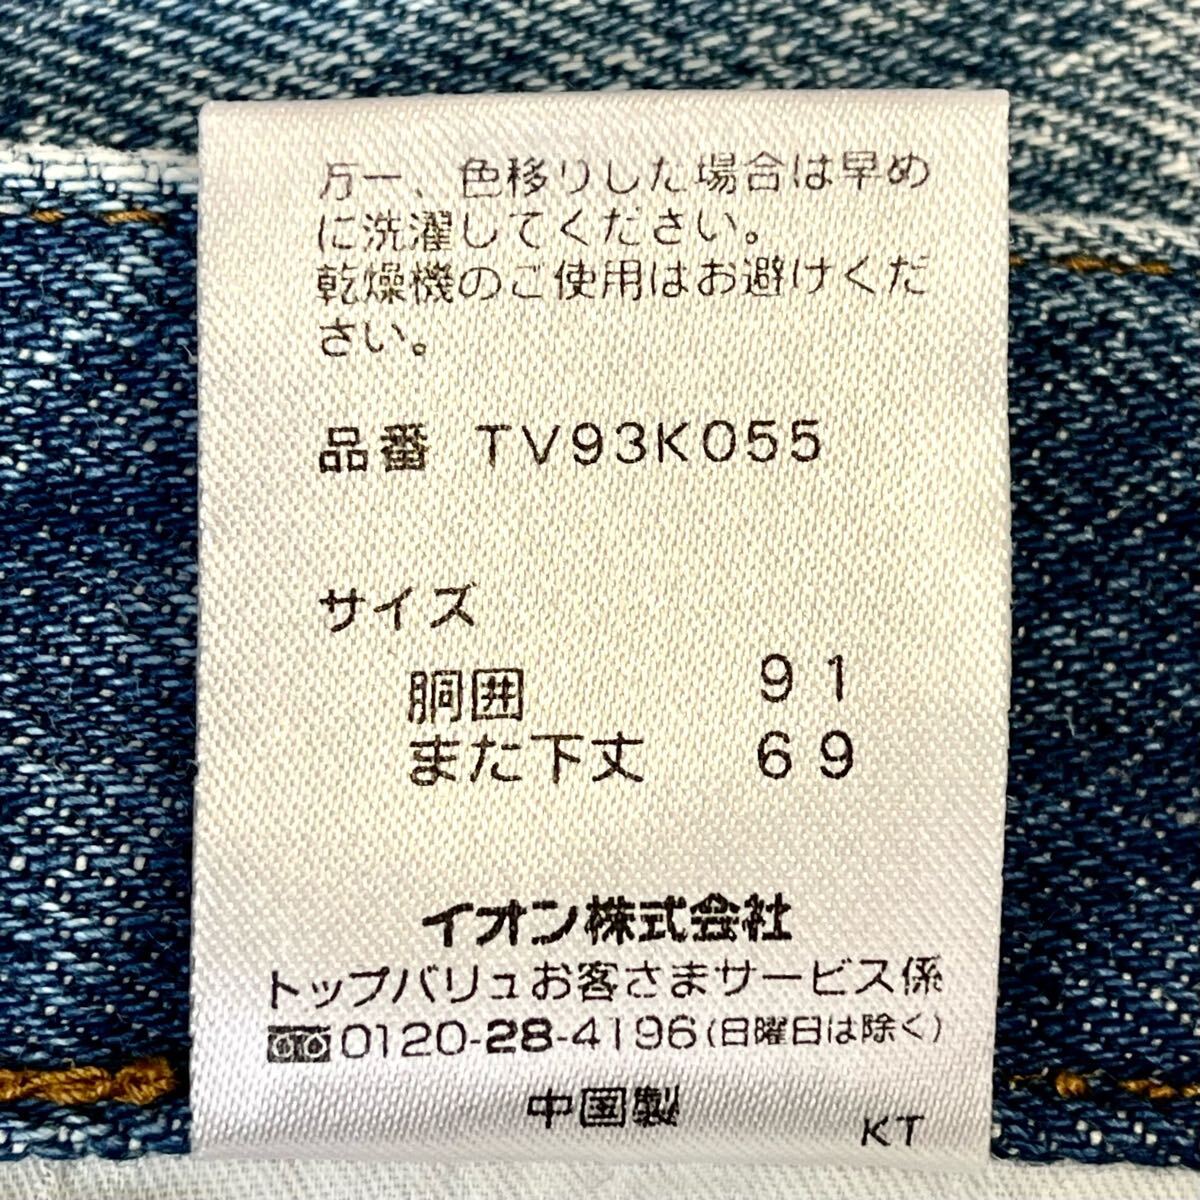 万一、色移りした場合は早め
に洗濯してください。
乾燥機のご使用はお避けくだ
さい。
品番 TV93K055
サイズ
胴囲 91
また下丈 69
イオン株式会社
トップバリュお客さまサービス係
0120-28-4196(日曜日は除く)
中国製
KT